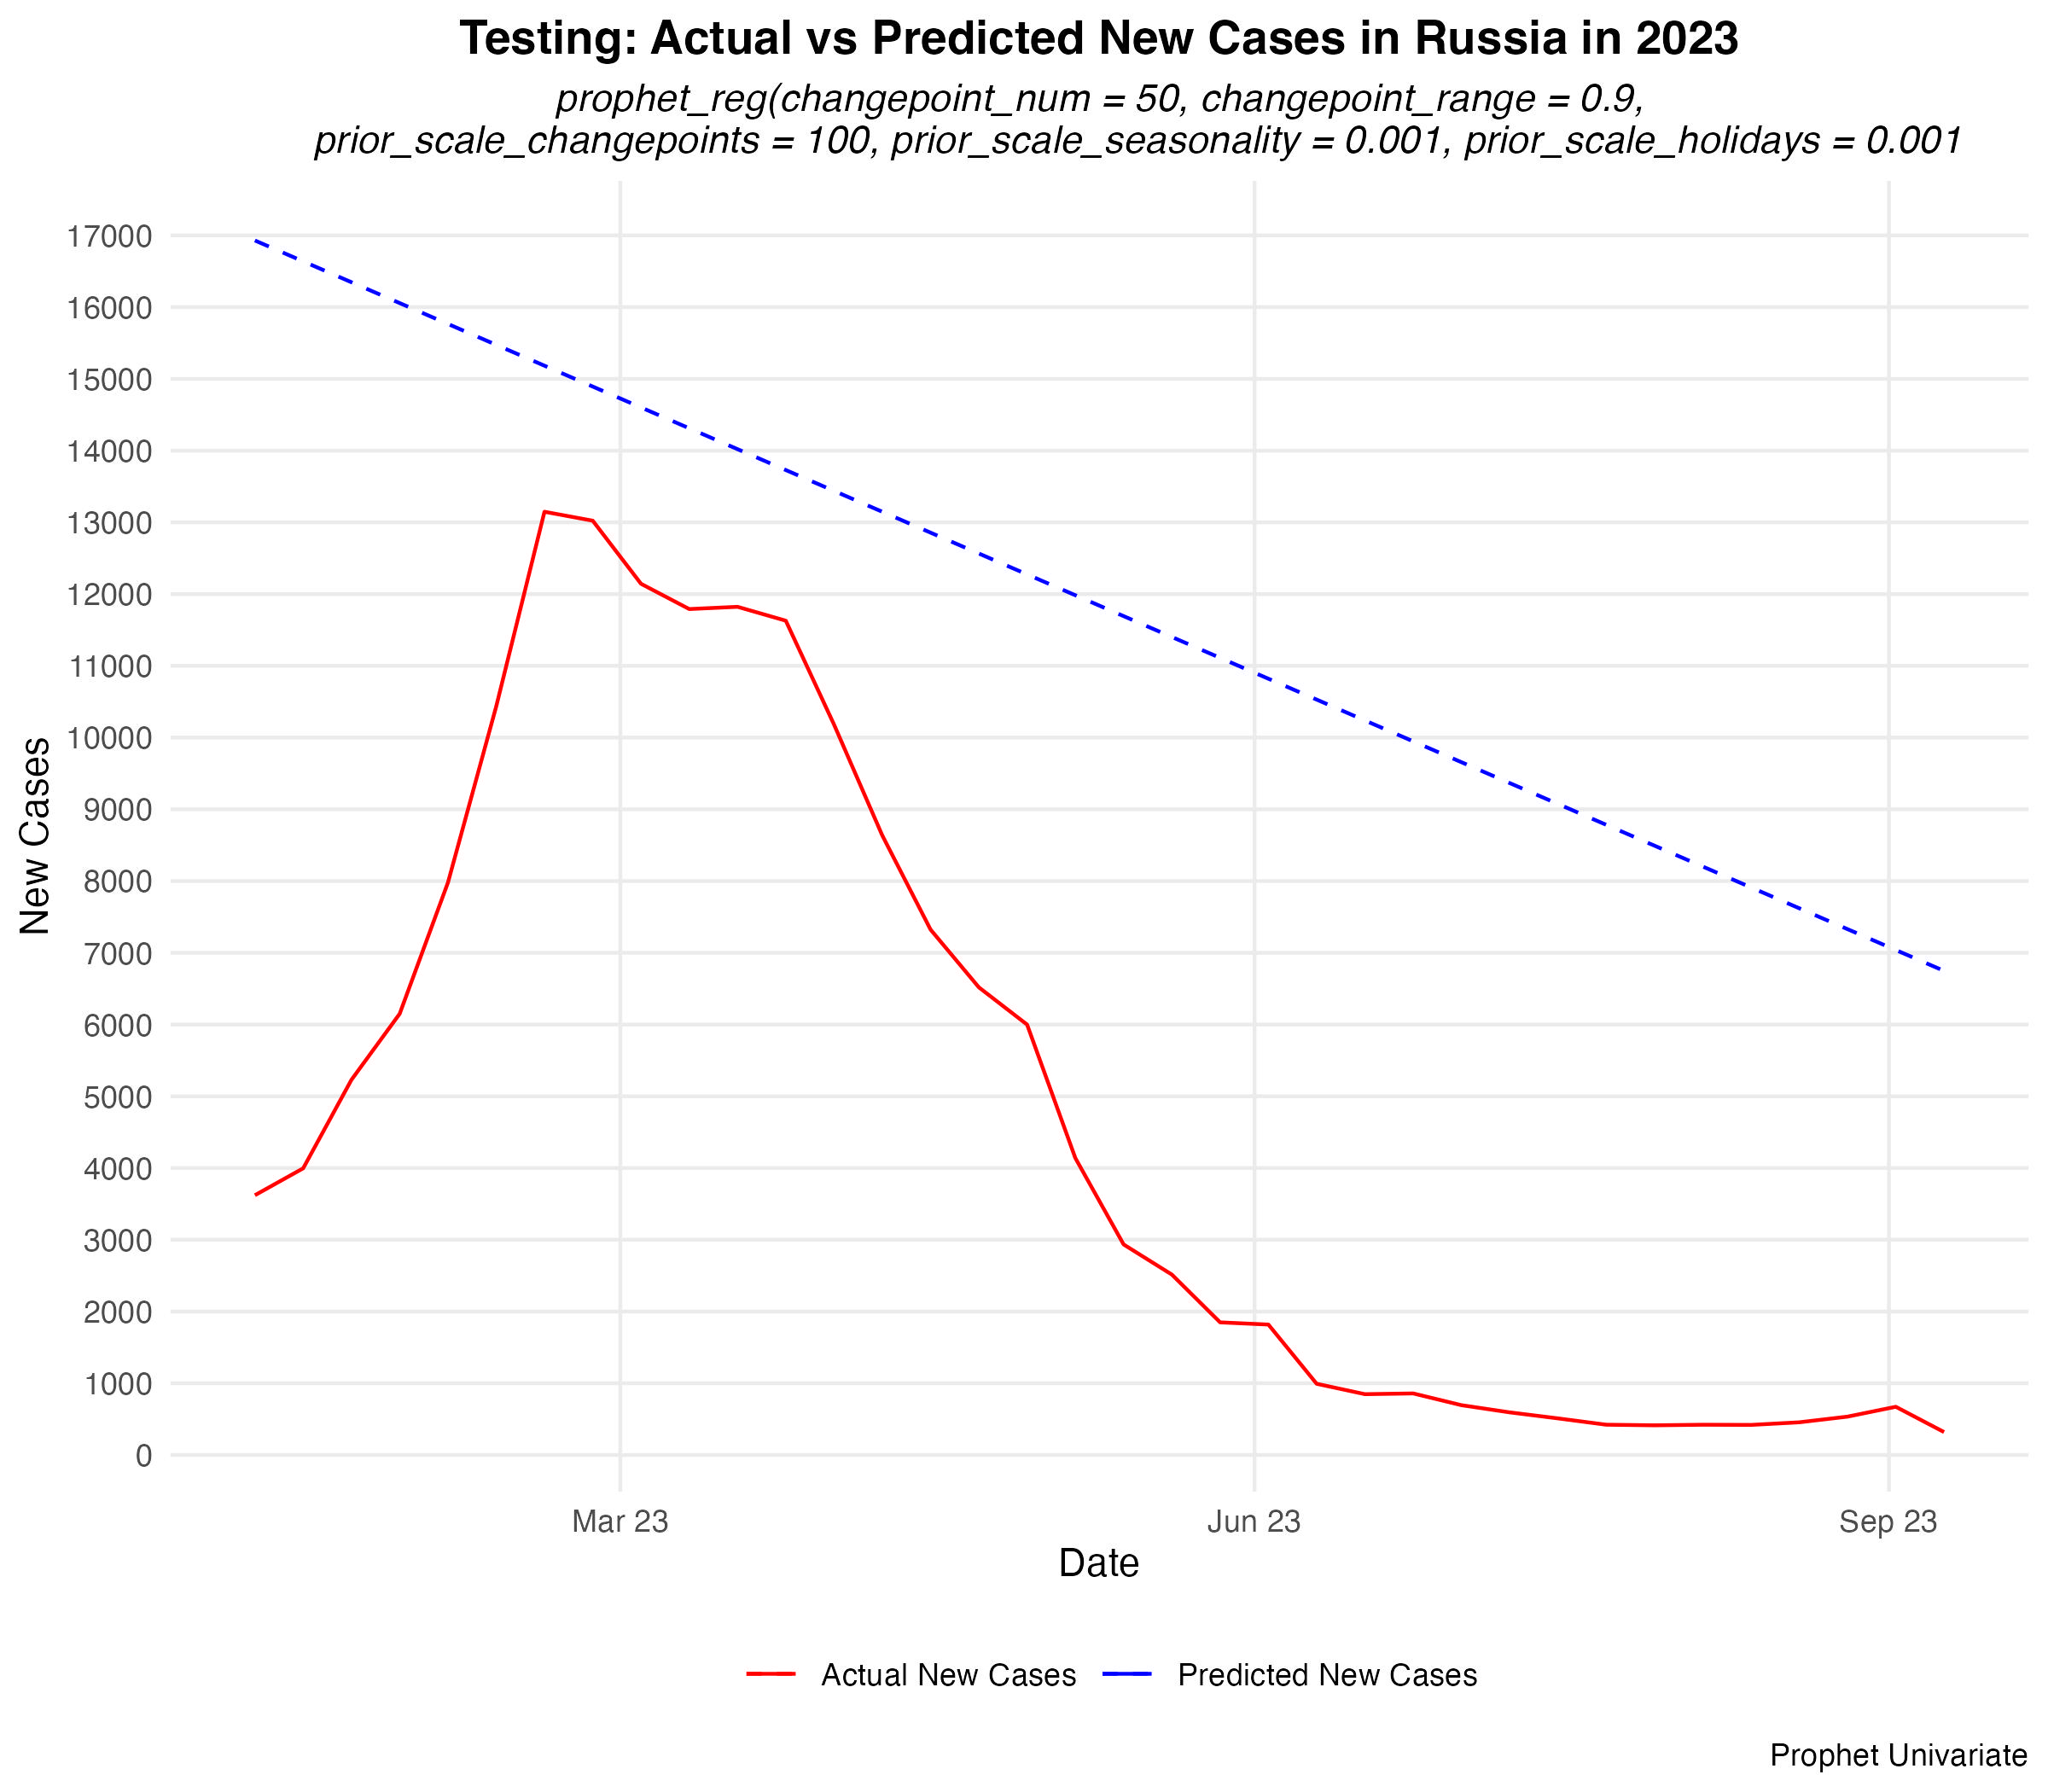 Testing: Actual vs Predicted New Cases in Russia in 2023
prophet_reg(changepoint_num = 50, changepoint_range = 0.9,
prior_scale_changepoints = 100, prior_scale_seasonality = 0.001, prior_scale_holidays = 0.001
17000
16000
15000
14000
13000
12000
11000
10000
9000
8000
7000
6000
5000
4000
3000
2000
1000
0
New Cases
Mar 23
Jun 23
Sep 23
Date
Actual New Cases
Predicted New Cases
Prophet Univariate